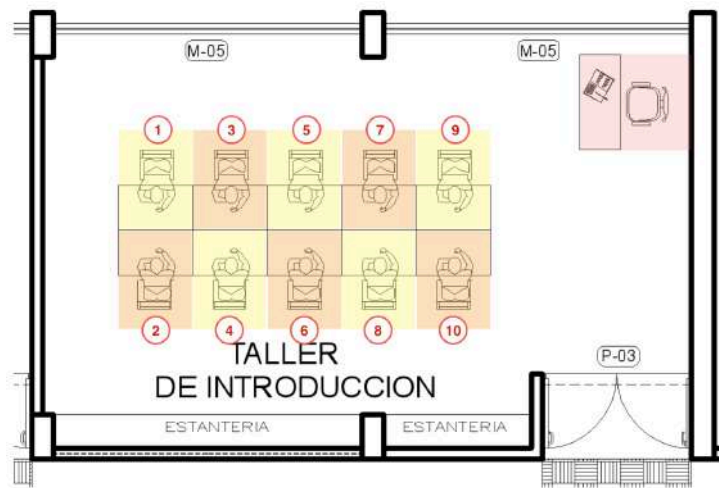 M-05 M-05
1 3 5 7 9
2 4 6 8 10
TALLER
DE INTRODUCCION
P-03
ESTANTERIA ESTANTERIA